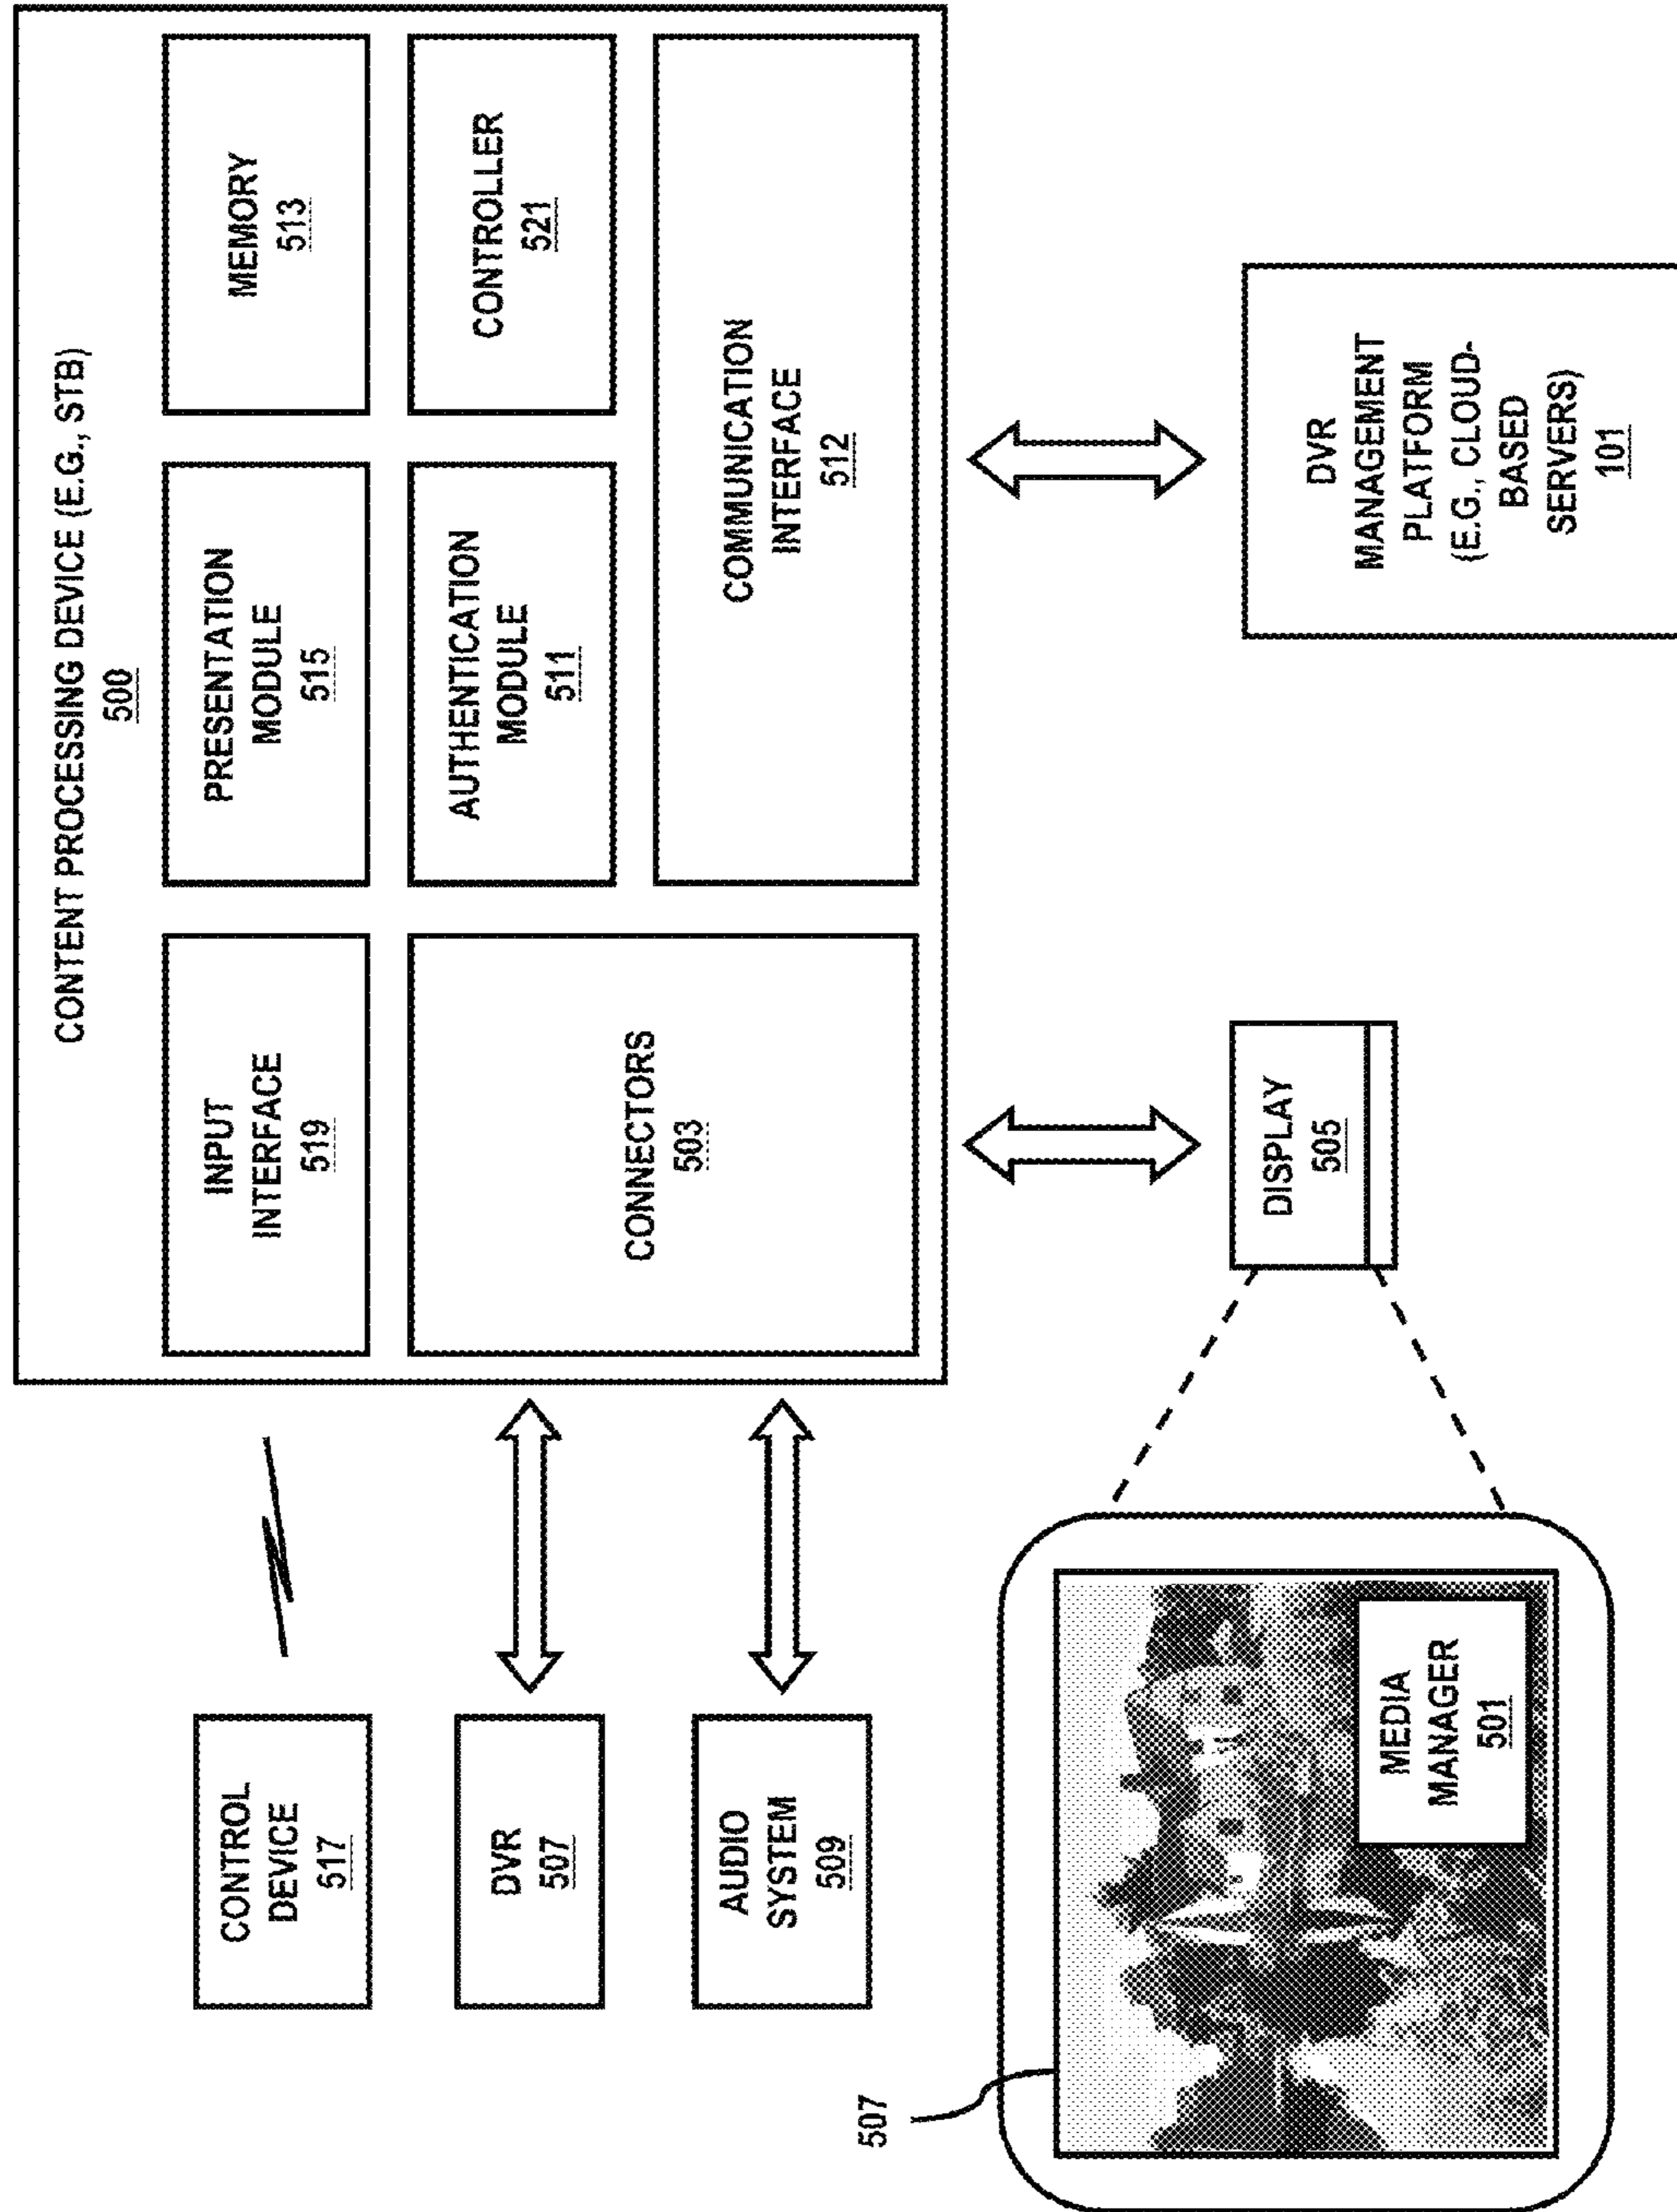 CONTENT PROCESSING DEVICE (E.G., STB)
500
INPUT
INTERFACE
519
PRESENTATION
MODULE
515
MEMORY
513
CONNECTORS
503
AUTHENTICATION
MODULE
511
CONTROLLER
521
COMMUNICATION
INTERFACE
512
CONTROL
DEVICE
517
DVR
507
AUDIO
SYSTEM
509
DISPLAY
505
DVR
MANAGEMENT
PLATFORM
(E.G., CLOUD-
BASED
SERVERS)
101
507
MEDIA
MANAGER
501